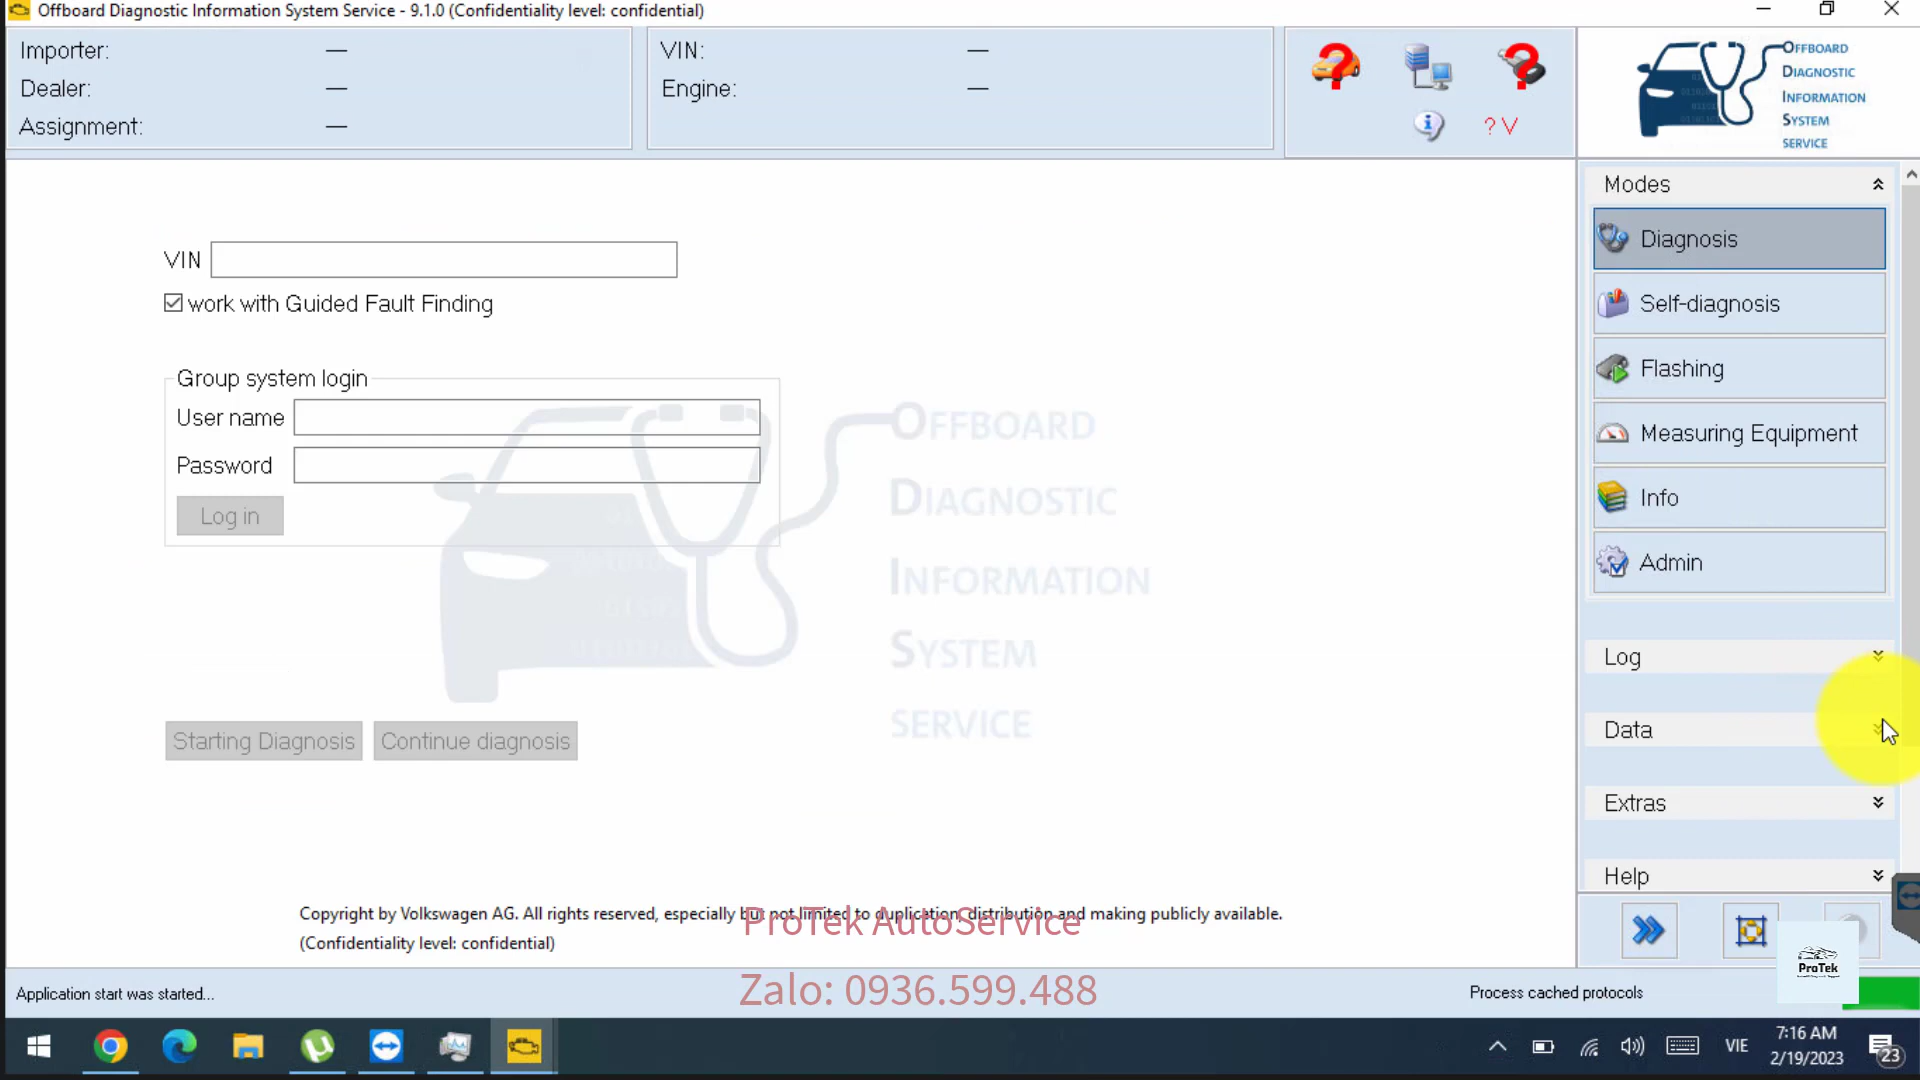 Offboard Diagnostic Information System Service - 9.1.0 (Confidentiality level: confidential)
Importer: —
Dealer: —
Assignment: —
VIN: —
Engine: —
? V
OFFBOARD
DIAGNOSTIC
INFORMATION
SYSTEM
SERVICE
VIN
work with Guided Fault Finding
Group system login
User name
Password
Log in
OFFBOARD
DIAGNOSTIC
INFORMATION
SYSTEM
SERVICE
Starting Diagnosis
Continue diagnosis
Modes
Diagnosis
Self-diagnosis
Flashing
Measuring Equipment
Info
Admin
Log
Data
Extras
Help
Copyright by Volkswagen AG. All rights reserved, especially but not limited to duplication, distribution and making publicly available.
(Confidentiality level: confidential)
ProTek AutoService
Zalo: 0936.599.488
ProTek
Application start was started...
Process cached protocols
VIE
7:16 AM
2/19/2023
23